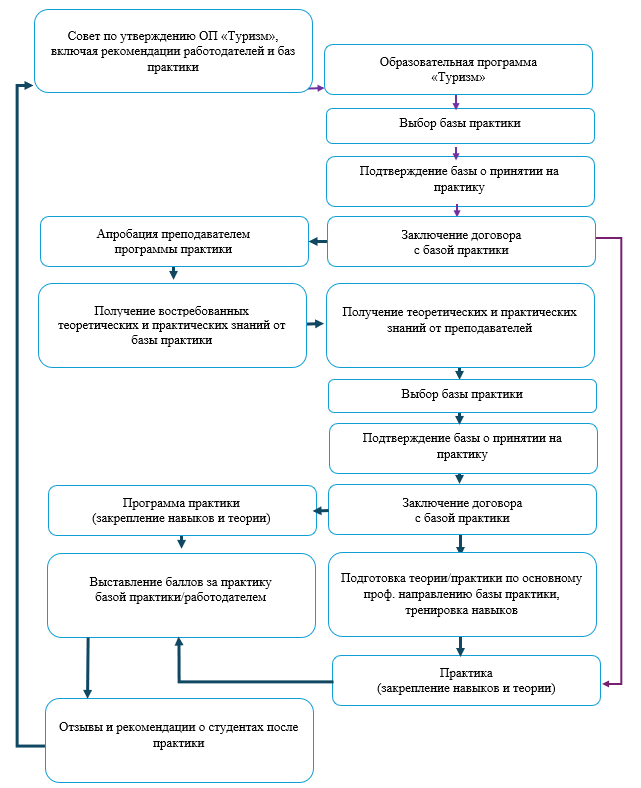 Совет по утверждению ОП «Туризм»,
включая рекомендации работодателей и баз
практики
Образовательная программа
«Туризм»
Выбор базы практики
Подтверждение базы о принятии на
практику
Апробация преподавателем
программы практики
Заключение договора
с базой практики
Получение востребованных
теоретических и практических знаний от
базы практики
Получение теоретических и практических
знаний от преподавателей
Выбор базы практики
Подтверждение базы о принятии на
практику
Программа практики
(закрепление навыков и теории)
Заключение договора
с базой практики
Выставление баллов за практику
базой практики/работодателем
Подготовка теории/практики по основному
проф. направлению базы практики,
тренировка навыков
Практика
(закрепление навыков и теории)
Отзывы и рекомендации о студентах после
практики